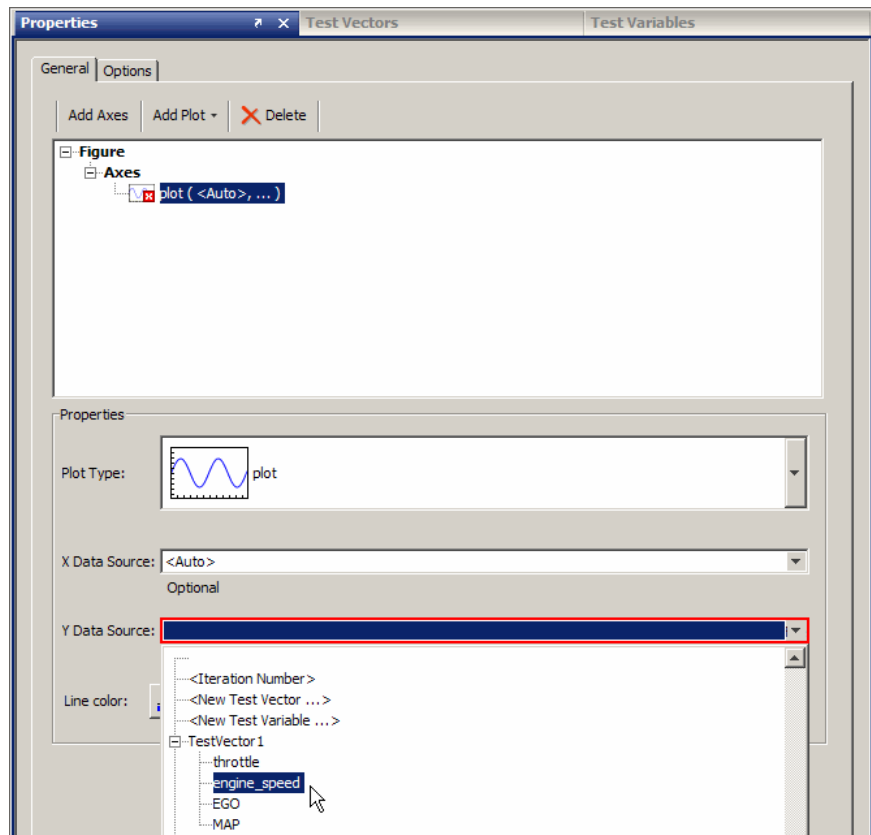 Properties Test Vectors Test Variables
General Options
Add Axes Add Plot Delete
Figure
Axes
plot ( <Auto>, ... )
Properties
Plot Type: plot
X Data Source: <Auto>
Optional
Y Data Source:
<Iteration Number>
<New Test Vector ...>
Line color:
<New Test Variable ...>
TestVector1
throttle
engine_speed
EGO
MAP